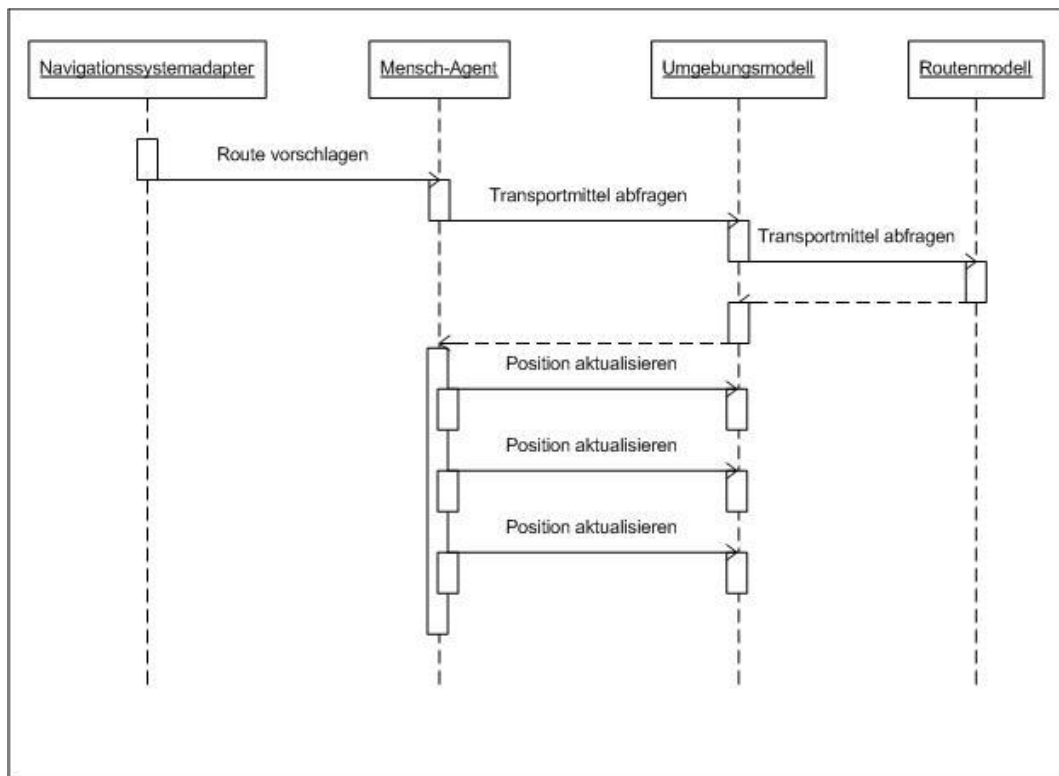 Navigationssystemadapter
Mensch-Agent
Umgebungsmodell
Routenmodell
Route vorschlagen
Transportmittel abfragen
Transportmittel abfragen
Position aktualisieren
Position aktualisieren
Position aktualisieren